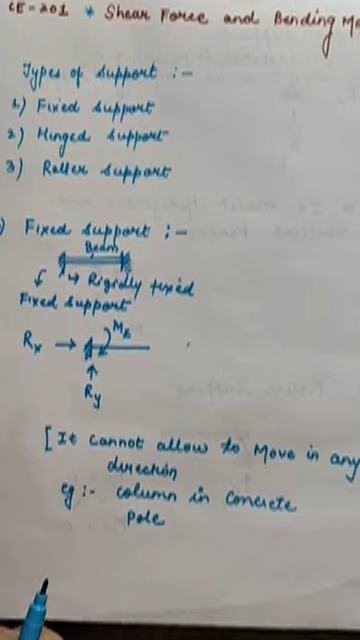 CE-201 * Shear Force and Bending Mo
Types of support :-
1) Fixed support
2) Hinged support
3) Roller support
) Fixed support :-
Beam
Rigidly fixed
Fixed support
Rx Mz
Ry
[ It cannot allow to Move in any
direction
eg :- column in concrete
pole